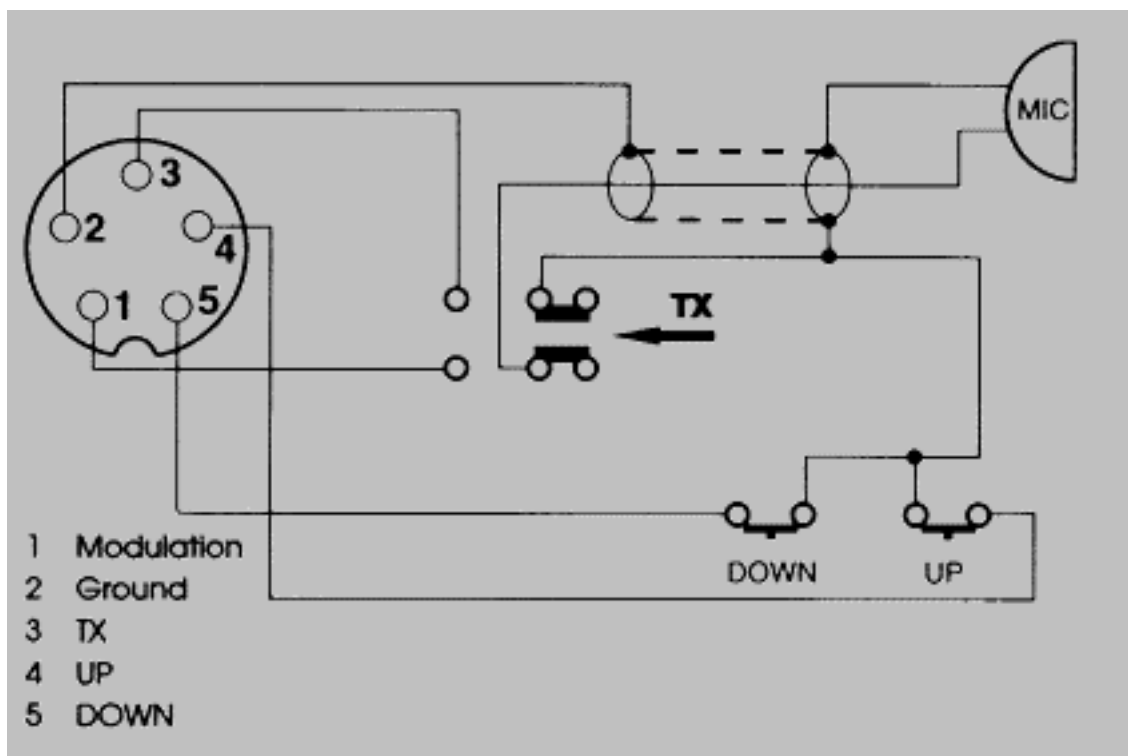 MIC
3
2
4
1
5
TX
DOWN
UP
1 Modulation
2 Ground
3 TX
4 UP
5 DOWN